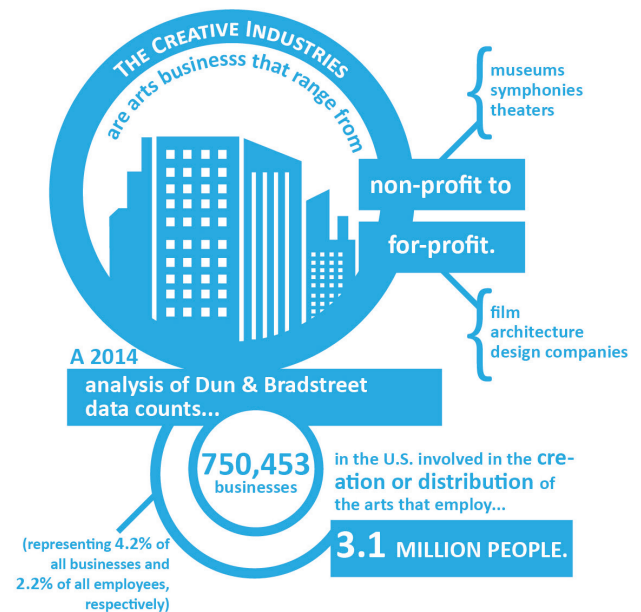 THE CREATIVE INDUSTRIES
are arts businesss that range from
museums
symphonies
theaters
non-profit to
for-profit.
film
architecture
design companies
A 2014
analysis of Dun & Bradstreet
data counts...
750,453
businesses
in the U.S. involved in the cre-
ation or distribution of
the arts that employ...
3.1 MILLION PEOPLE.
(representing 4.2% of
all businesses and
2.2% of all employees,
respectively)